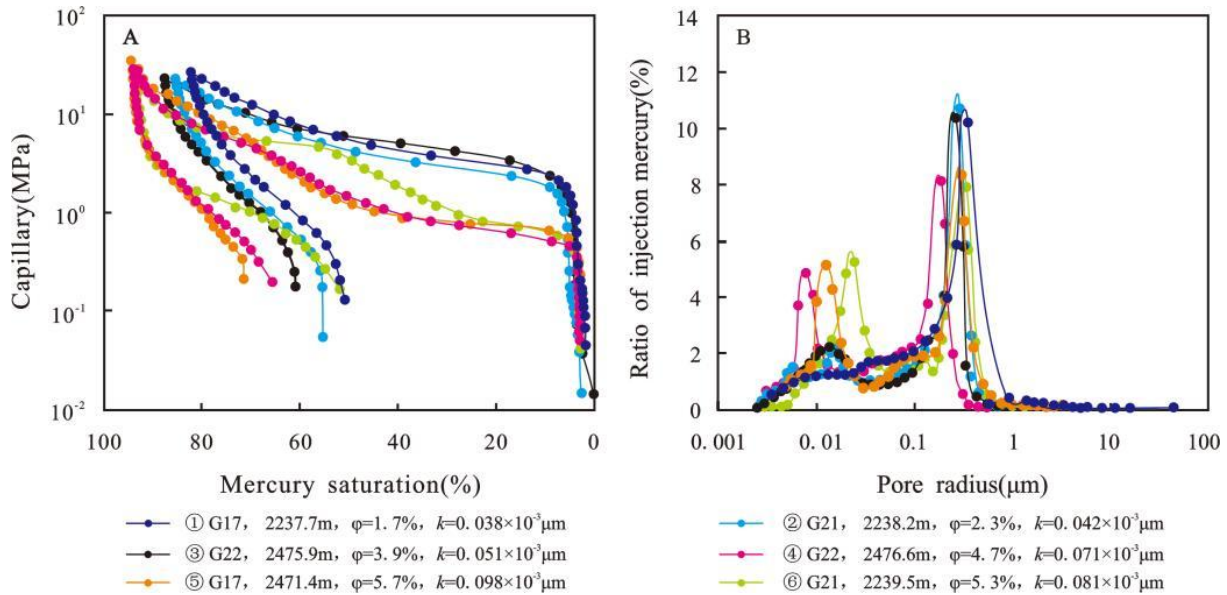 A
10²
10¹
10⁰
10⁻¹
10⁻²
Capillary(MPa)
100 80 60 40 20 0
Mercury saturation(%)
B
14
12
10
8
6
4
2
0
Ratio of injection mercury(%)
0.001 0.01 0.1 1 10 100
Pore radius(μm)
① G17, 2237.7m, φ=1.7%, k=0.038×10⁻³μm
② G21, 2238.2m, φ=2.3%, k=0.042×10⁻³μm
③ G22, 2475.9m, φ=3.9%, k=0.051×10⁻³μm
④ G22, 2476.6m, φ=4.7%, k=0.071×10⁻³μm
⑤ G17, 2471.4m, φ=5.7%, k=0.098×10⁻³μm
⑥ G21, 2239.5m, φ=5.3%, k=0.081×10⁻³μm